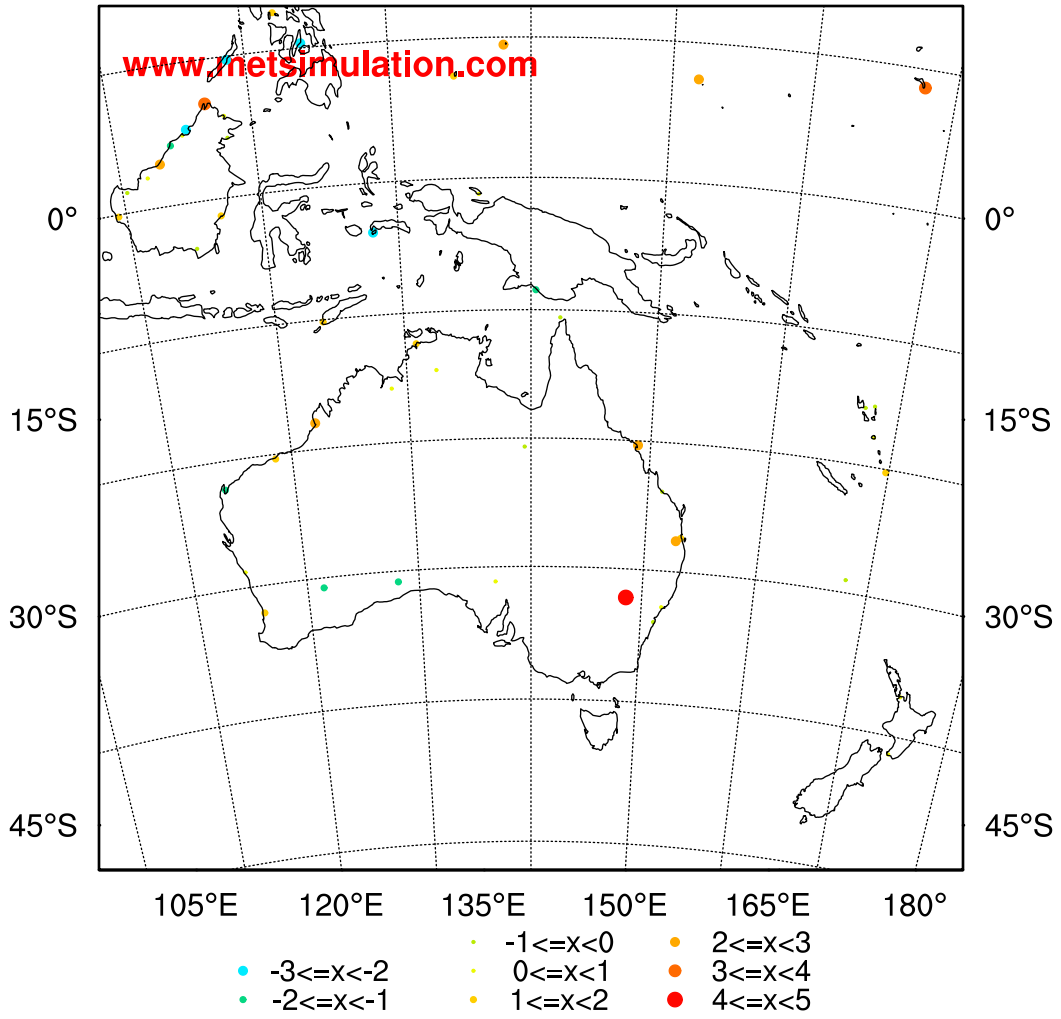 www.metsimulation.com
0° 0°
15°S 15°S
30°S 30°S
45°S 45°S
105°E 120°E 135°E 150°E 165°E 180°
-1<=x<0 2<=x<3
-3<=x<-2 0<=x<1 3<=x<4
-2<=x<-1 1<=x<2 4<=x<5